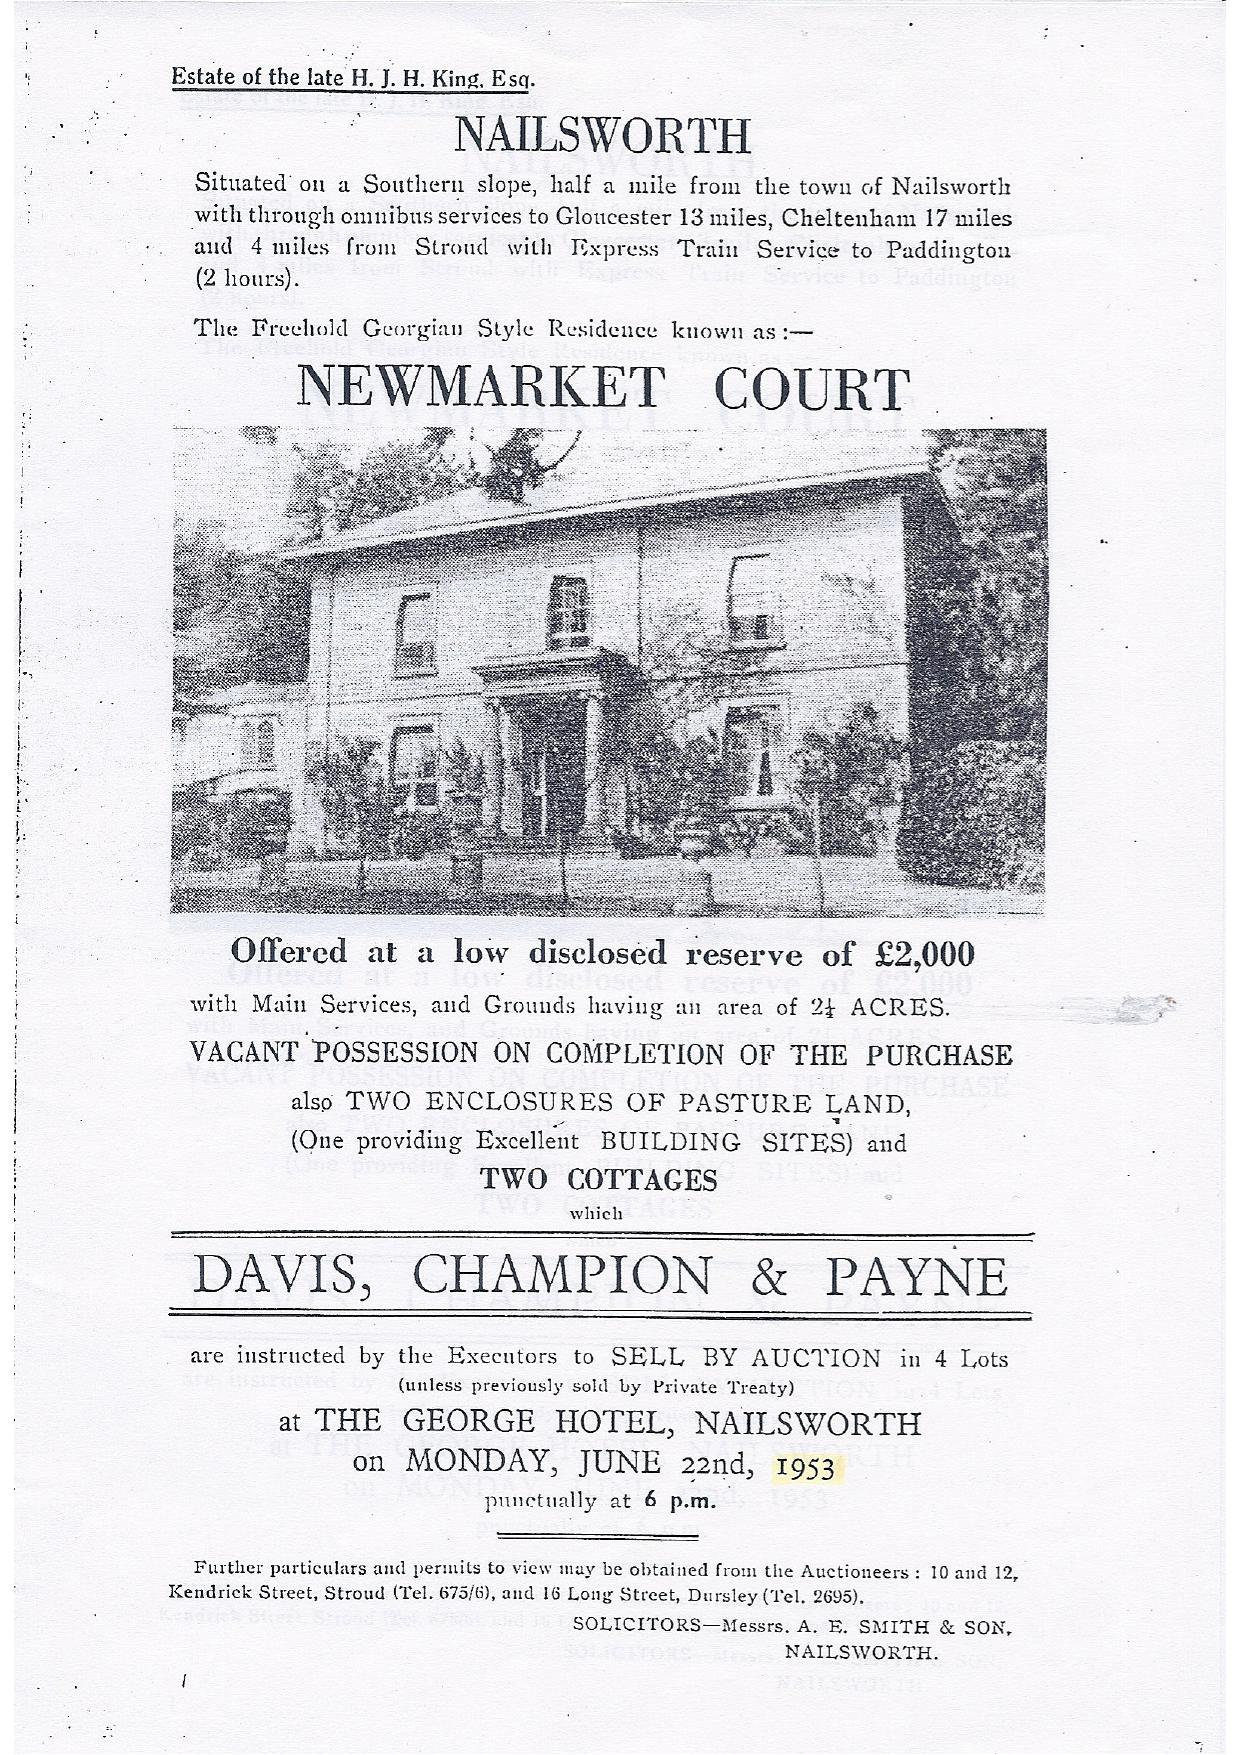 Estate of the late H. J. H. King, Esq.
NAILSWORTH
Situated on a Southern slope, half a mile from the town of Nailsworth
with through omnibus services to Gloucester 13 miles, Cheltenham 17 miles
and 4 miles from Stroud with Express Train Service to Paddington
(2 hours).
The Freehold Georgian Style Residence known as :—
NEWMARKET COURT
Offered at a low disclosed reserve of £2,000
with Main Services, and Grounds having an area of 2¼ ACRES.
VACANT POSSESSION ON COMPLETION OF THE PURCHASE
also TWO ENCLOSURES OF PASTURE LAND,
(One providing Excellent BUILDING SITES) and
TWO COTTAGES
which
DAVIS, CHAMPION & PAYNE
are instructed by the Executors to SELL BY AUCTION in 4 Lots
(unless previously sold by Private Treaty)
at THE GEORGE HOTEL, NAILSWORTH
on MONDAY, JUNE 22nd, 1953
punctually at 6 p.m.
Further particulars and permits to view may be obtained from the Auctioneers : 10 and 12,
Kendrick Street, Stroud (Tel. 675/6), and 16 Long Street, Dursley (Tel. 2695).
SOLICITORS—Messrs. A. E. SMITH & SON,
NAILSWORTH.